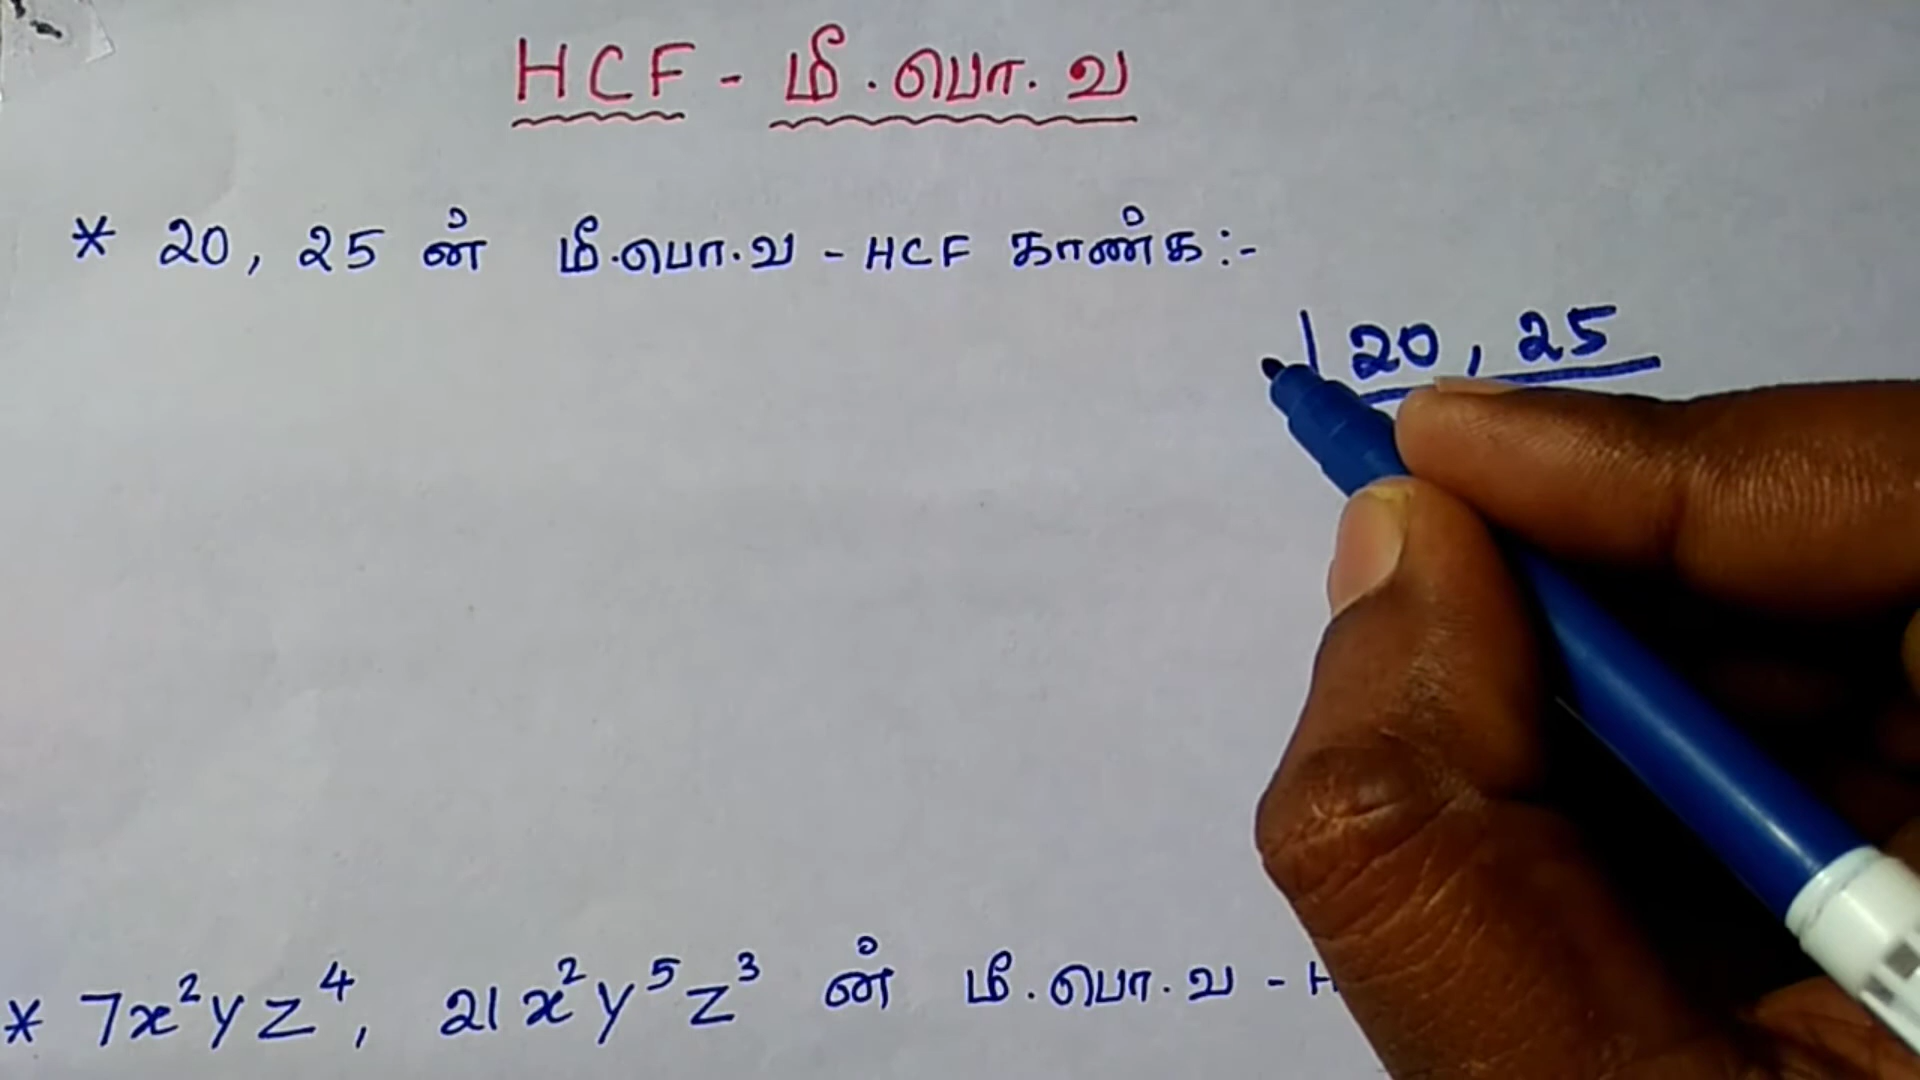 HCF - மீ.பொ.வ
* 20, 25 ன் மீ.பொ.வ - HCF காண்க:-
20, 25
* 7x²yz⁴, 21x²y⁵z³ ன் மீ.பொ.வ - H